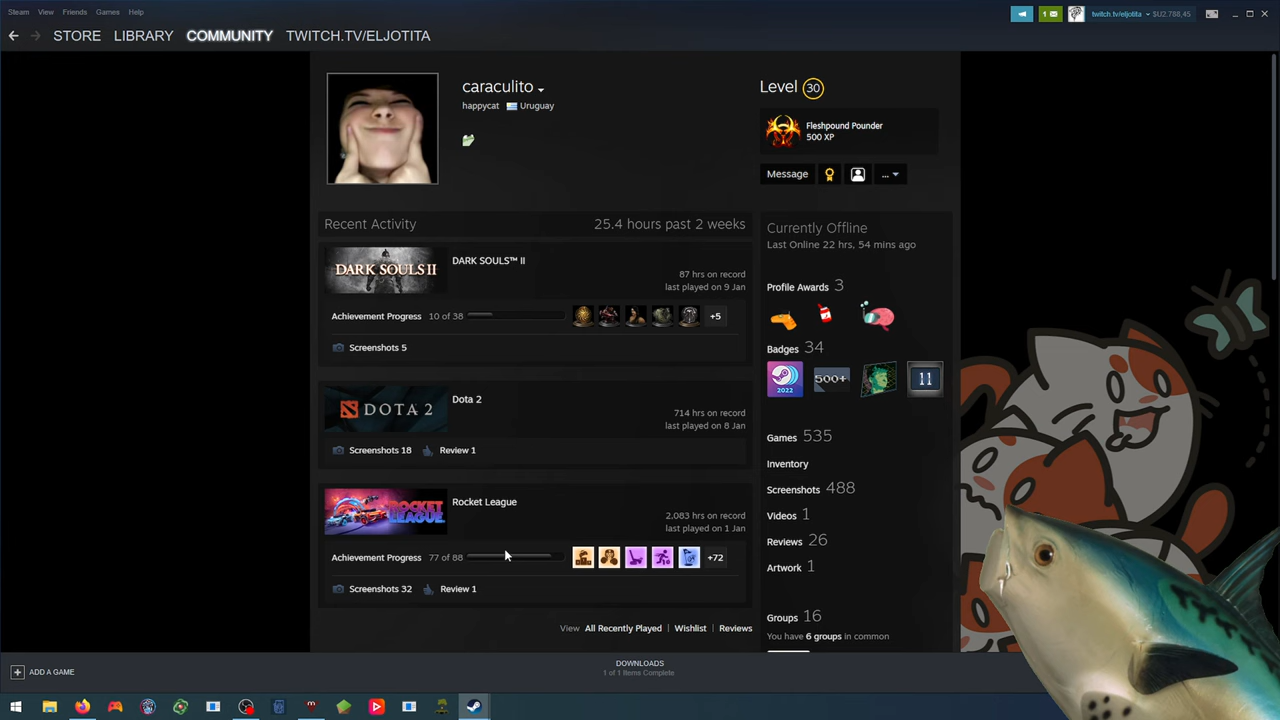 Steam View Friends Games Help
1 twitch.tv/eljotita $U2.788,45
STORE LIBRARY COMMUNITY TWITCH.TV/ELJOTITA
caraculito
happycat Uruguay
Level 30
Fleshpound Pounder
500 XP
Message ...
Recent Activity 25.4 hours past 2 weeks
DARK SOULS II
DARK SOULS™ II
87 hrs on record
last played on 9 Jan
Achievement Progress 10 of 38 +5
Screenshots 5
DOTA 2
Dota 2
714 hrs on record
last played on 8 Jan
Screenshots 18 Review 1
ROCKET LEAGUE
Rocket League
2,083 hrs on record
last played on 1 Jan
Achievement Progress 77 of 88 +72
Screenshots 32 Review 1
View All Recently Played | Wishlist | Reviews
Currently Offline
Last Online 22 hrs, 54 mins ago
Profile Awards 3
Badges 34
2022 500+ 11
Games 535
Inventory
Screenshots 488
Videos 1
Reviews 26
Artwork 1
Groups 16
You have 6 groups in common
ADD A GAME
DOWNLOADS
1 of 1 Items Complete